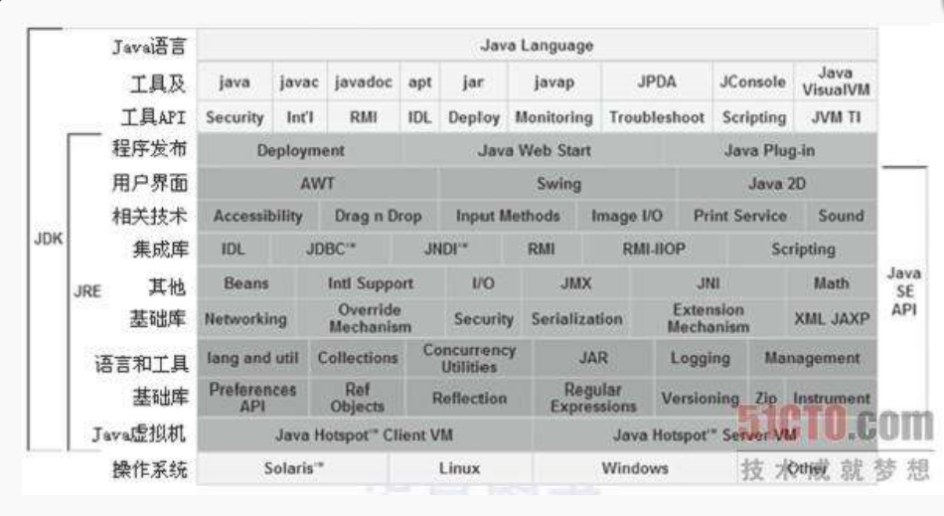 Java语言 Java Language
工具及 java javac javadoc apt jar javap JPDA JConsole Java VisualVM
工具API Security Int'l RMI IDL Deploy Monitoring Troubleshoot Scripting JVM TI
程序发布 Deployment Java Web Start Java Plug-in
用户界面 AWT Swing Java 2D
相关技术 Accessibility Drag n Drop Input Methods Image I/O Print Service Sound
JDK
集成库 IDL JDBC™ JNDI™ RMI RMI-IIOP Scripting
JRE
其他 Beans Intl Support I/O JMX JNI Math
Java SE API
基础库 Networking Override Mechanism Security Serialization Extension Mechanism XML JAXP
语言和工具 lang and util Collections Concurrency Utilities JAR Logging Management
基础库 Preferences API Ref Objects Reflection Regular Expressions Versioning Zip Instrument
Java虚拟机 Java Hotspot™ Client VM Java Hotspot™ Server VM
51CTO.com
操作系统 Solaris™ Linux Windows Other
技术成就梦想